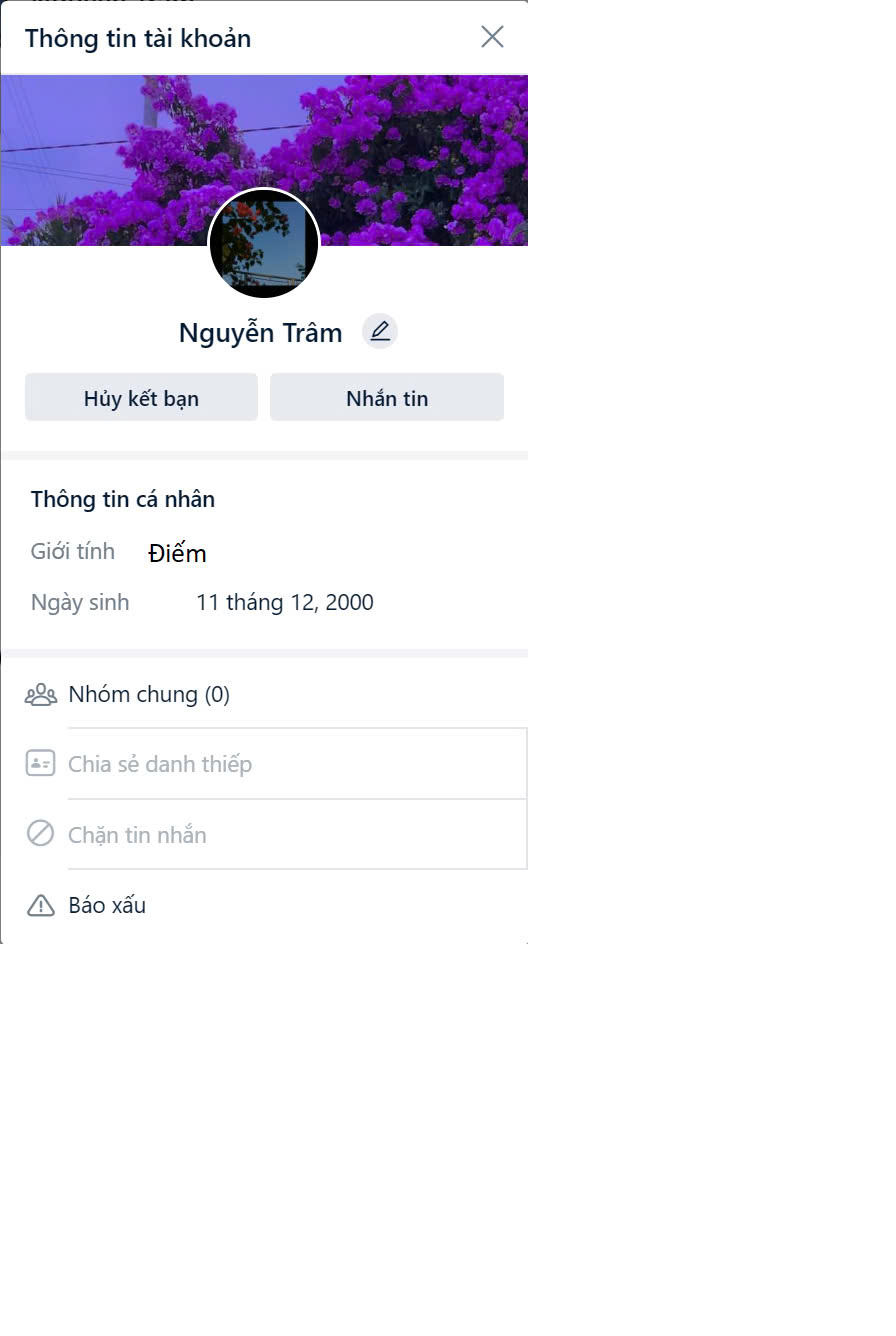 Thông tin tài khoản
Nguyễn Trâm
Hủy kết bạn
Nhắn tin
Thông tin cá nhân
Giới tính Điếm
Ngày sinh 11 tháng 12, 2000
Nhóm chung (0)
Chia sẻ danh thiếp
Chặn tin nhắn
Báo xấu